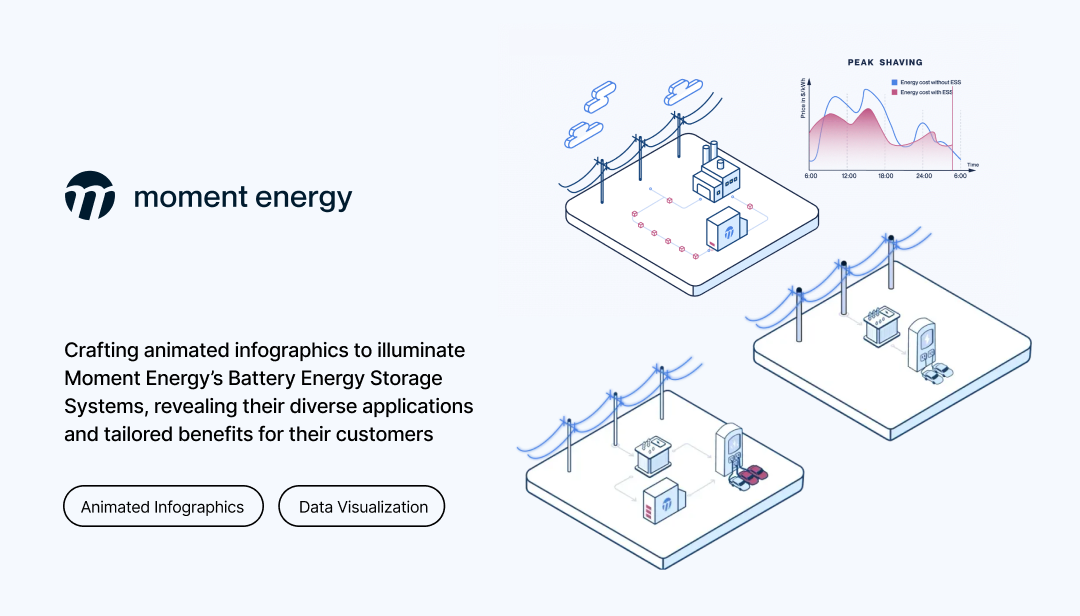 moment energy
Crafting animated infographics to illuminate
Moment Energy’s Battery Energy Storage
Systems, revealing their diverse applications
and tailored benefits for their customers
Animated Infographics
Data Visualization
PEAK SHAVING
Energy cost without ESS
Energy cost with ESS
Price in $/kWh
Time
6:00 12:00 18:00 24:00 6:00